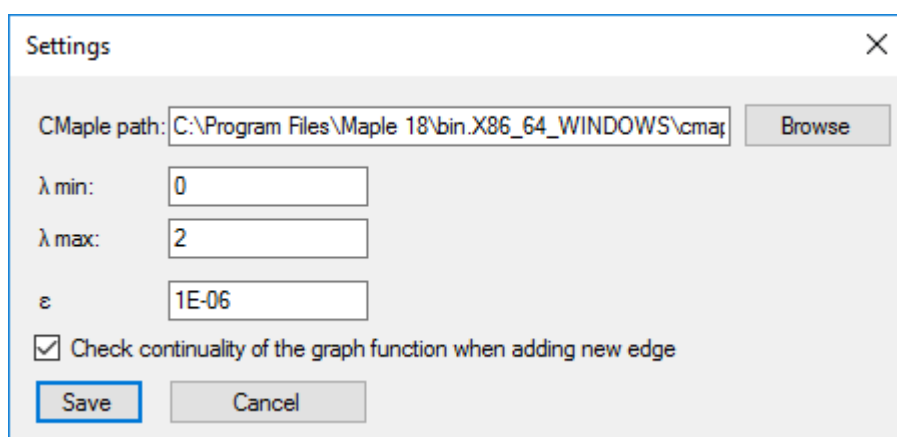 Settings
CMaple path: C:\Program Files\Maple 18\bin.X86_64_WINDOWS\cmap Browse
λ min: 0
λ max: 2
ε 1E-06
Check continuality of the graph function when adding new edge
Save Cancel